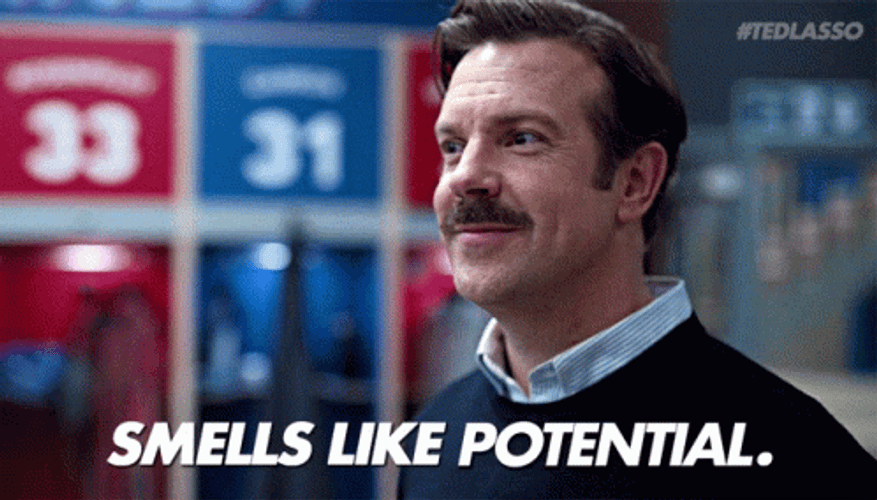 #TEDLASSO
33
31
SMELLS LIKE POTENTIAL.